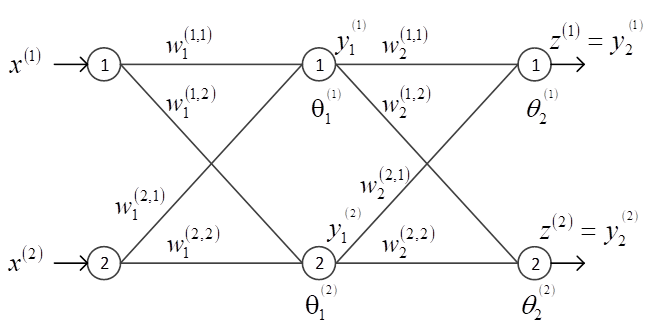 x^{(1)} 1 w_1^{(1,1)} y_1^{(1)} 1 w_2^{(1,1)} 1 z^{(1)} = y_2^{(1)}
w_1^{(1,2)} θ_1^{(1)} w_2^{(1,2)} θ_2^{(1)}
w_1^{(2,1)} w_2^{(2,1)}
x^{(2)} 2 w_1^{(2,2)} y_1^{(2)} 2 w_2^{(2,2)} 2 z^{(2)} = y_2^{(2)}
θ_1^{(2)} θ_2^{(2)}